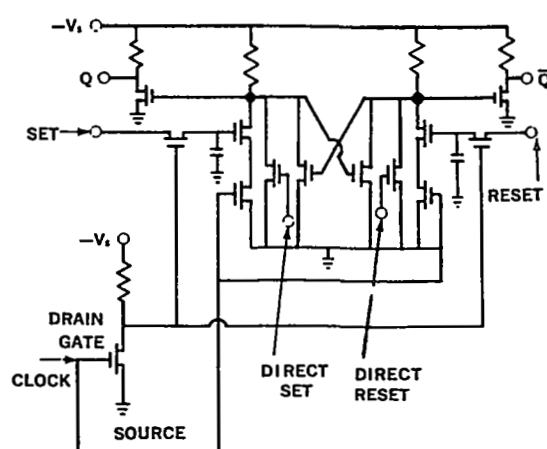 −Vs
Q
Q̅
SET
RESET
−Vs
DRAIN
GATE
CLOCK
SOURCE
DIRECT
SET
DIRECT
RESET